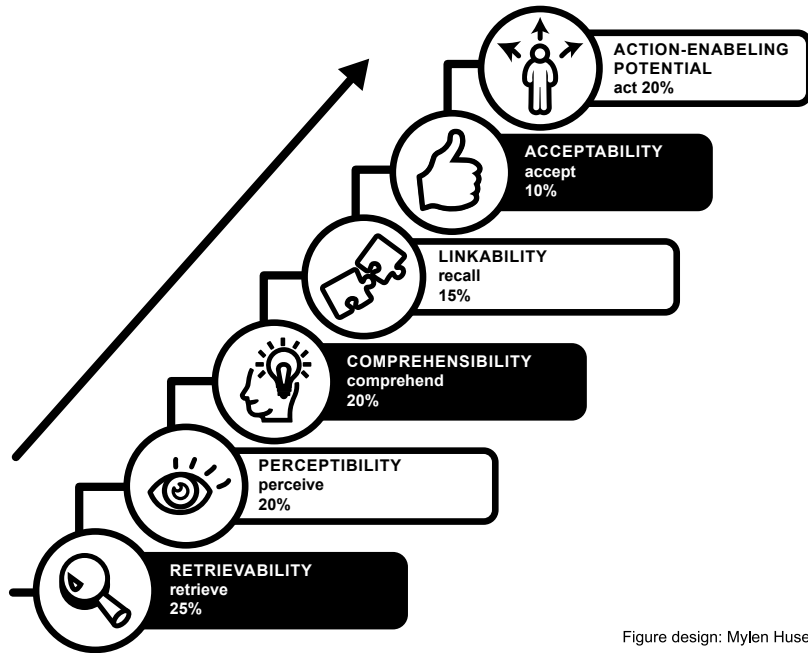 ACTION-ENABELING
POTENTIAL
act 20%
ACCEPTABILITY
accept
10%
LINKABILITY
recall
15%
COMPREHENSIBILITY
comprehend
20%
PERCEPTIBILITY
perceive
20%
RETRIEVABILITY
retrieve
25%
Figure design: Mylen Huse